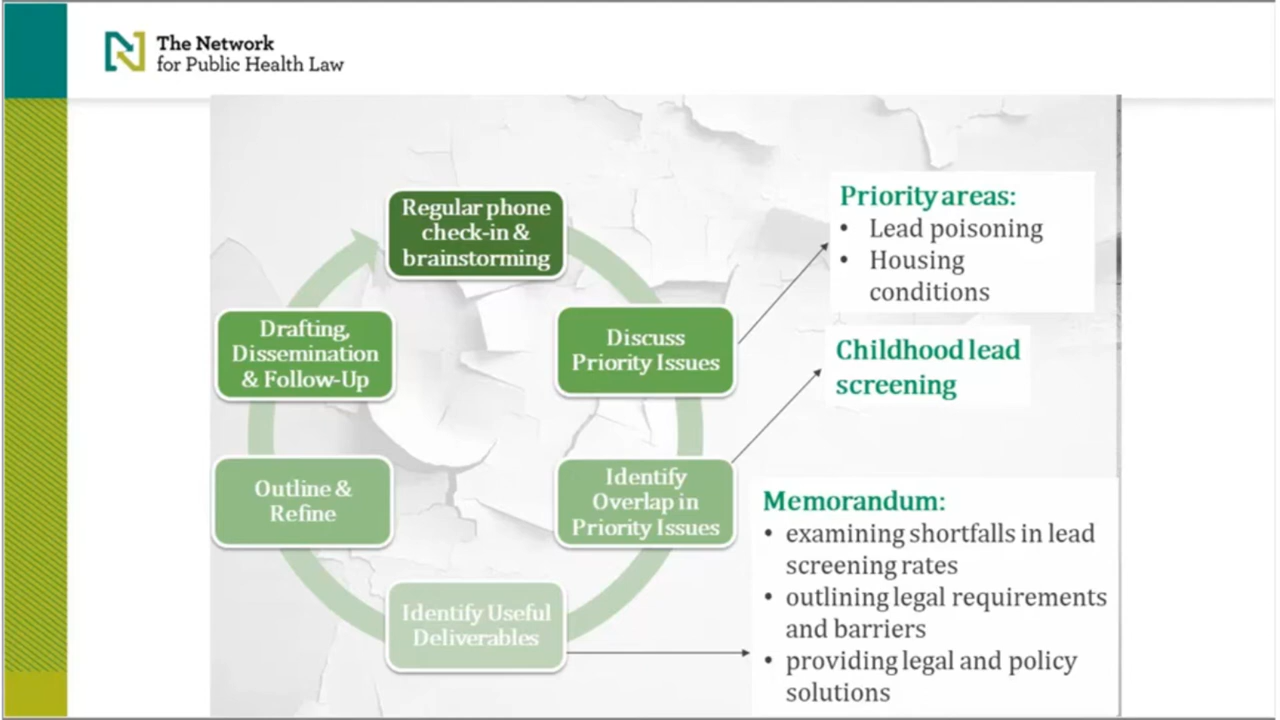 The Network
for Public Health Law
Regular phone
check-in &
brainstorming
Discuss
Priority Issues
Identify
Overlap in
Priority Issues
Identify Useful
Deliverables
Outline &
Refine
Drafting,
Dissemination
& Follow-Up
Priority areas:
• Lead poisoning
• Housing
conditions
Childhood lead
screening
Memorandum:
• examining shortfalls in lead
screening rates
• outlining legal requirements
and barriers
• providing legal and policy
solutions